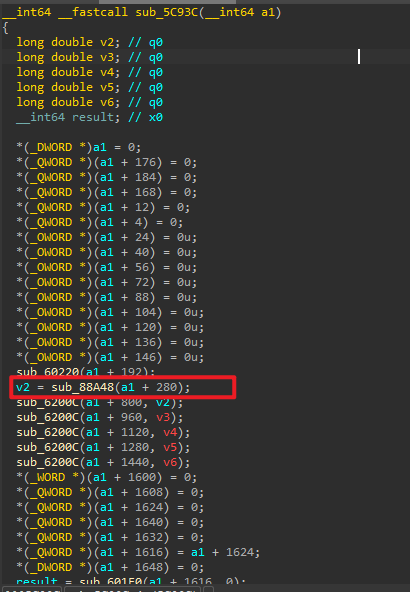 __int64 __fastcall sub_5C93C(__int64 a1)
{
long double v2; // q0
long double v3; // q0
long double v4; // q0
long double v5; // q0
long double v6; // q0
__int64 result; // x0
*(_DWORD *)a1 = 0;
*(_QWORD *)(a1 + 176) = 0;
*(_QWORD *)(a1 + 184) = 0;
*(_QWORD *)(a1 + 168) = 0;
*(_QWORD *)(a1 + 12) = 0;
*(_QWORD *)(a1 + 4) = 0;
*(_OWORD *)(a1 + 24) = 0u;
*(_OWORD *)(a1 + 40) = 0u;
*(_OWORD *)(a1 + 56) = 0u;
*(_OWORD *)(a1 + 72) = 0u;
*(_OWORD *)(a1 + 88) = 0u;
*(_OWORD *)(a1 + 104) = 0u;
*(_OWORD *)(a1 + 120) = 0u;
*(_OWORD *)(a1 + 136) = 0u;
*(_OWORD *)(a1 + 146) = 0u;
sub_60220(a1 + 192);
v2 = sub_88A48(a1 + 280);
sub_6200C(a1 + 800, v2);
sub_6200C(a1 + 960, v3);
sub_6200C(a1 + 1120, v4);
sub_6200C(a1 + 1280, v5);
sub_6200C(a1 + 1440, v6);
*(_WORD *)(a1 + 1600) = 0;
*(_QWORD *)(a1 + 1608) = 0;
*(_QWORD *)(a1 + 1624) = 0;
*(_QWORD *)(a1 + 1640) = 0;
*(_QWORD *)(a1 + 1632) = 0;
*(_QWORD *)(a1 + 1616) = a1 + 1624;
*(_DWORD *)(a1 + 1648) = 0;
result = sub_601E0(a1 + 1616, 0);